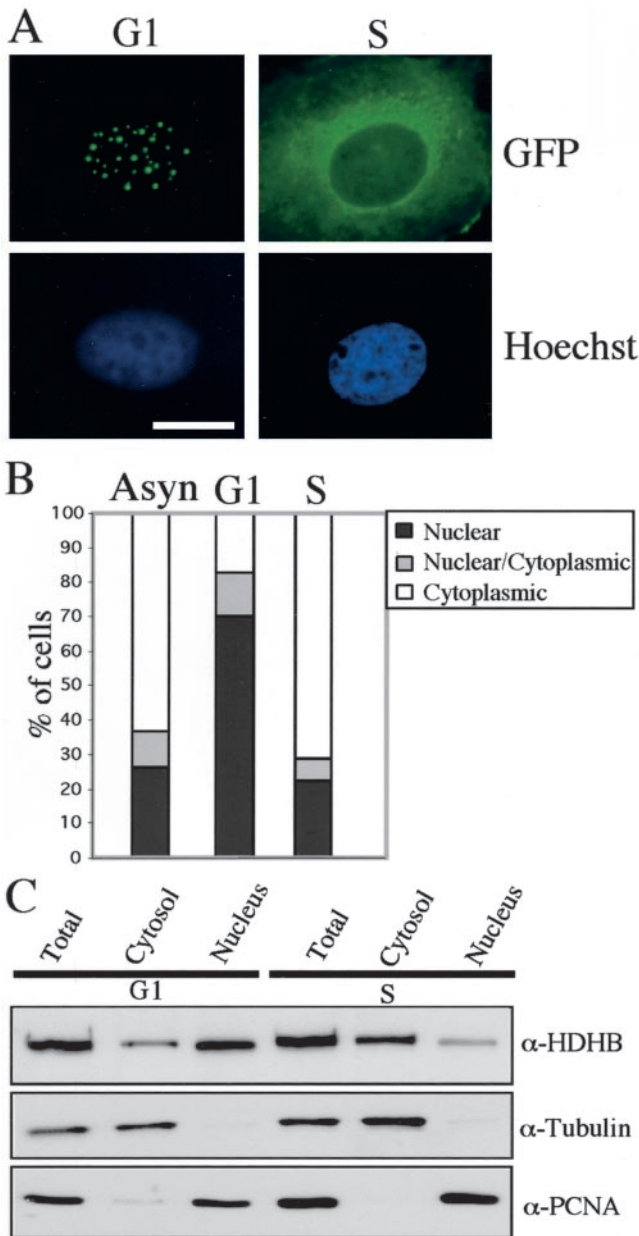 A
G1 S
GFP
Hoechst
B
Asyn G1 S
100
90
80
70
60
50
40
30
20
10
0
% of cells
Nuclear
Nuclear/Cytoplasmic
Cytoplasmic
C
Total Cytosol Nucleus Total Cytosol Nucleus
G1 S
α-HDHB
α-Tubulin
α-PCNA